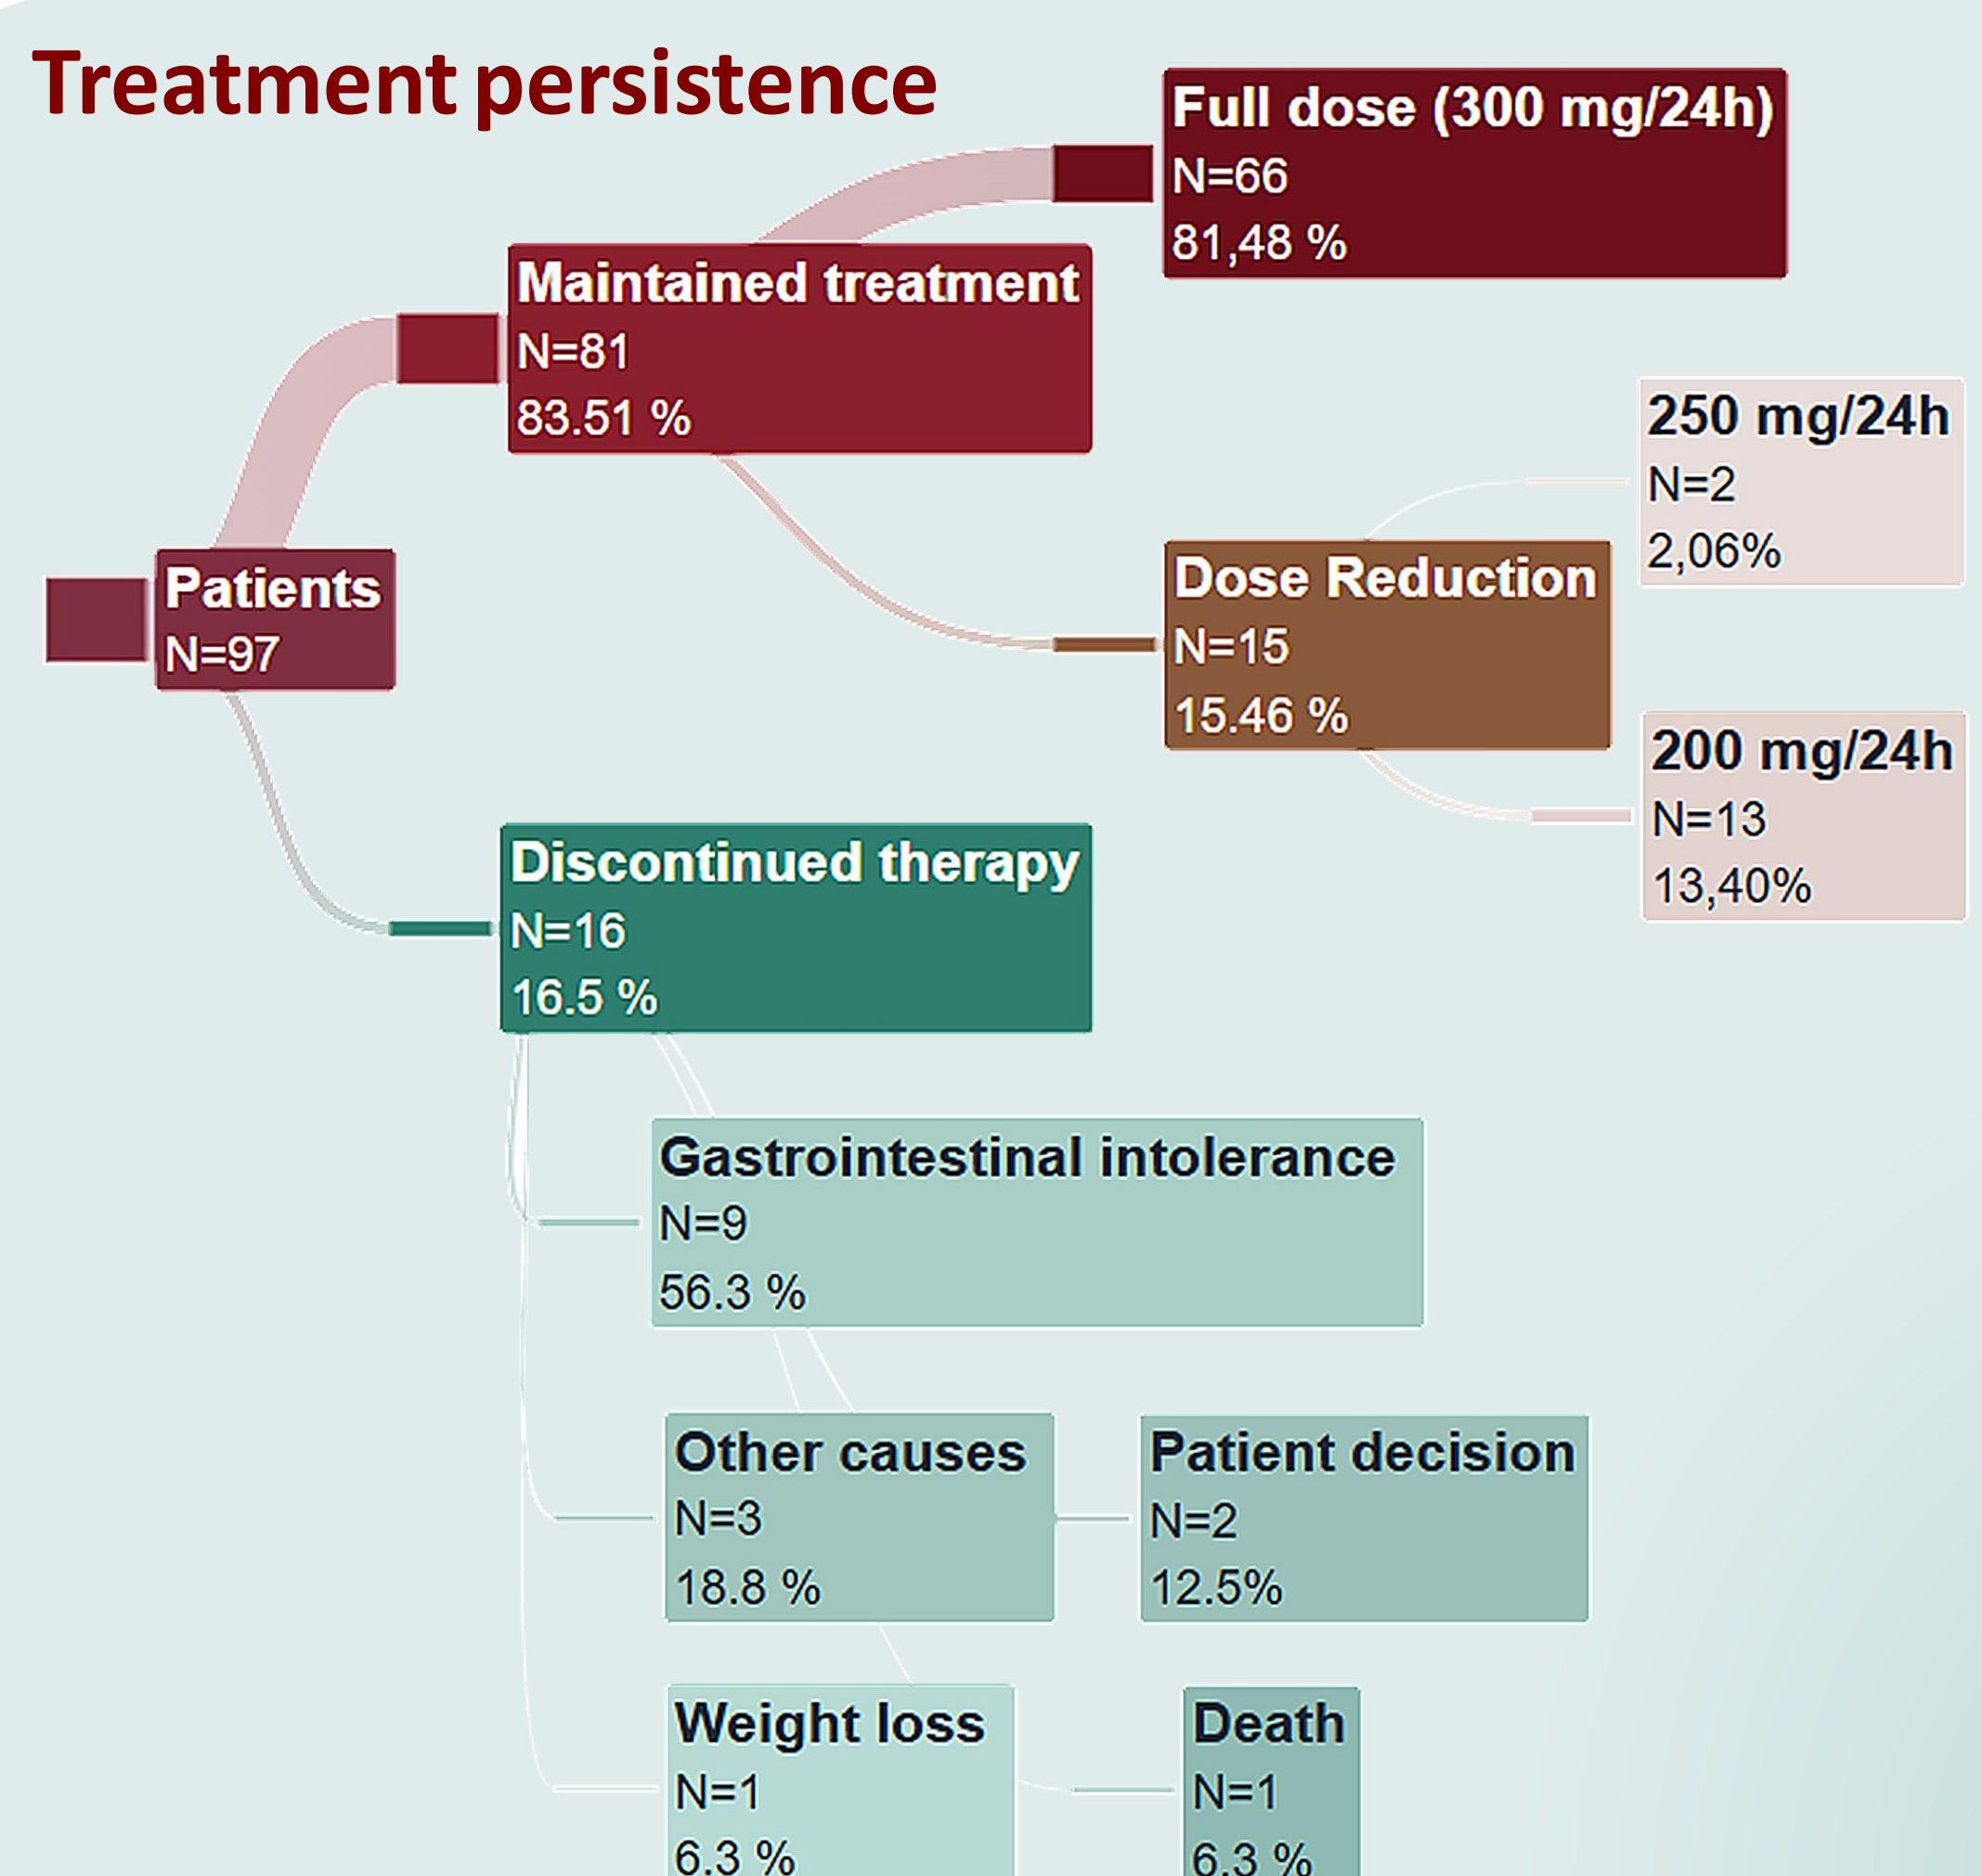 Treatment persistence
Full dose (300 mg/24h)
N=66
81,48 %
Maintained treatment
N=81
83.51 %
250 mg/24h
N=2
2,06%
Patients
N=97
Dose Reduction
N=15
15.46 %
200 mg/24h
N=13
13,40%
Discontinued therapy
N=16
16.5 %
Gastrointestinal intolerance
N=9
56.3 %
Other causes
N=3
18.8 %
Patient decision
N=2
12.5%
Weight loss
N=1
6.3 %
Death
N=1
6.3 %